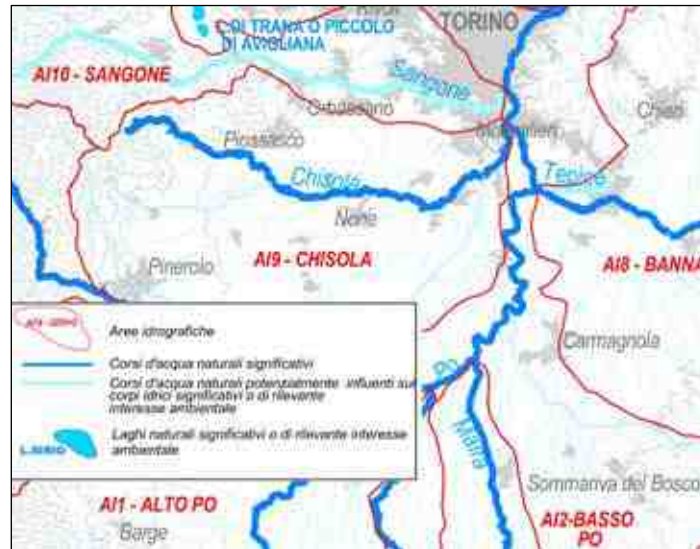 TORINO
L. DI TRANA O PICCOLO
DI AVIGLIANA
AI10 - SANGONE
Sangone
Orbassano
Chieri
Piossasco
Moncalieri
Chisola
Tepice
None
AI9 - CHISOLA
AI8 - BANNA
Pinerolo
Aree idrografiche
Carmagnola
Corsi d'acqua naturali significativi
Po
Corsi d'acqua naturali potenzialmente influenti sui
corpi idrici significativi o di rilevante
interesse ambientale
Maira
Laghi naturali significativi o di rilevante interesse
ambientale
Sommariva del Bosco
AI1 - ALTO PO
AI2-BASSO
PO
Barge